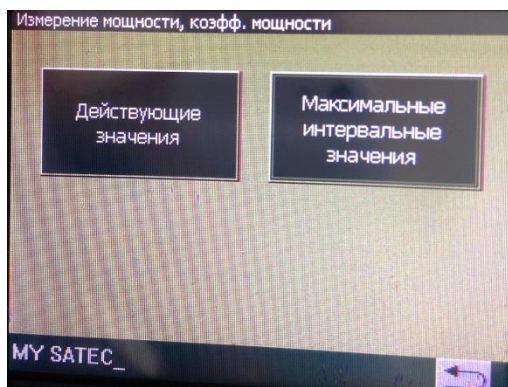 Измерение мощности, коэфф. мощности
Действующие
значения
Максимальные
интервальные
значения
MY SATEC_